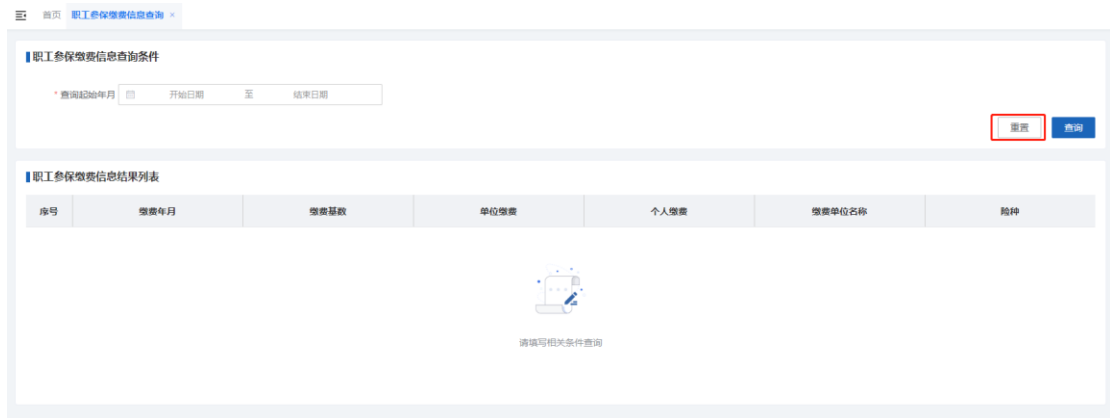 首页 职工参保缴费信息查询 ×
职工参保缴费信息查询条件
* 查询起始年月 开始日期 至 结束日期
重置 查询
职工参保缴费信息结果列表
序号 缴费年月 缴费基数 单位缴费 个人缴费 缴费单位名称 险种
请填写相关条件查询